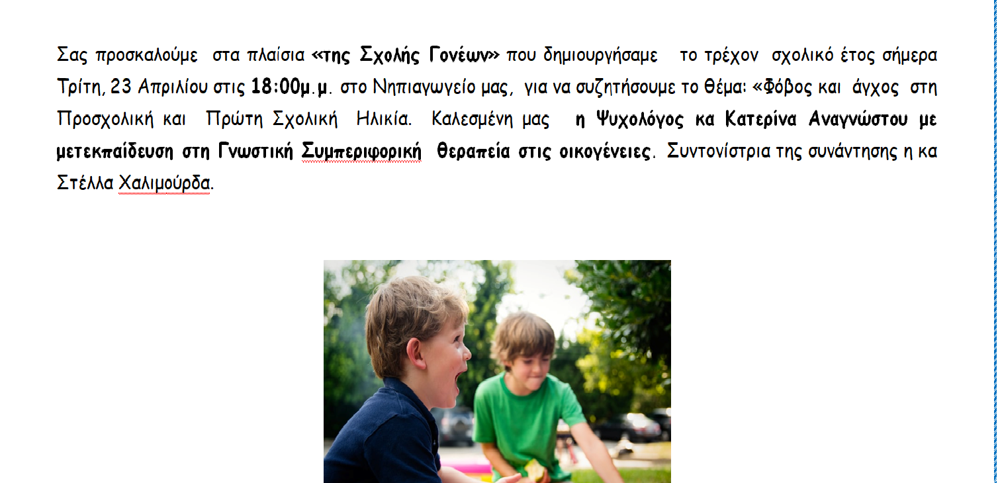 Σας προσκαλούμε στα πλαίσια «της Σχολής Γονέων» που δημιουργήσαμε το τρέχον σχολικό έτος σήμερα
Τρίτη, 23 Απριλίου στις 18:00μ.μ. στο Νηπιαγωγείο μας, για να συζητήσουμε το θέμα: «Φόβος και άγχος στη
Προσχολική και Πρώτη Σχολική Ηλικία. Καλεσμένη μας η Ψυχολόγος κα Κατερίνα Αναγνώστου με
μετεκπαίδευση στη Γνωστική Συμπεριφορική θεραπεία στις οικογένειες. Συντονίστρια της συνάντησης η κα
Στέλλα Χαλιμούρδα.